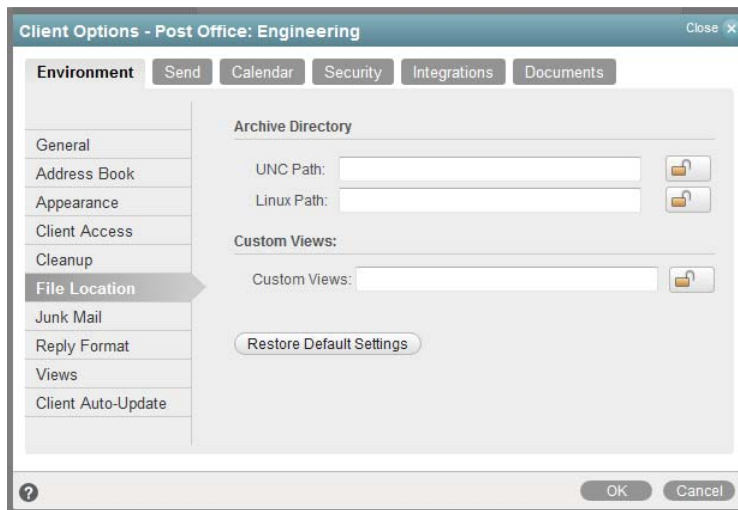 Client Options - Post Office: Engineering
Close
Environment Send Calendar Security Integrations Documents
General
Address Book
Appearance
Client Access
Cleanup
File Location
Junk Mail
Reply Format
Views
Client Auto-Update
Archive Directory
UNC Path:
Linux Path:
Custom Views:
Custom Views:
Restore Default Settings
?
OK Cancel